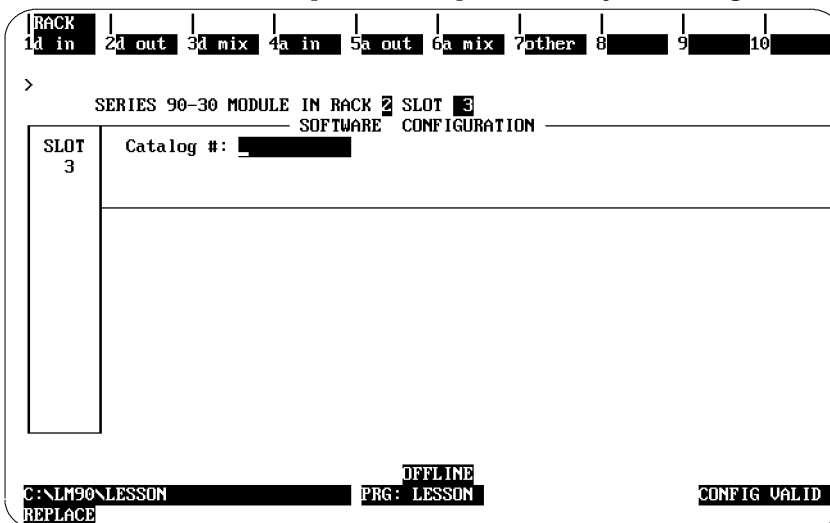 RACK
1d in 2d out 3d mix 4a in 5a out 6a mix 7other 8 9 10
>
SERIES 90-30 MODULE IN RACK 2 SLOT 3
SOFTWARE CONFIGURATION
SLOT Catalog #:
3
OFFLINE
C:\LM90\LESSON PRG: LESSON CONFIG VALID
REPLACE